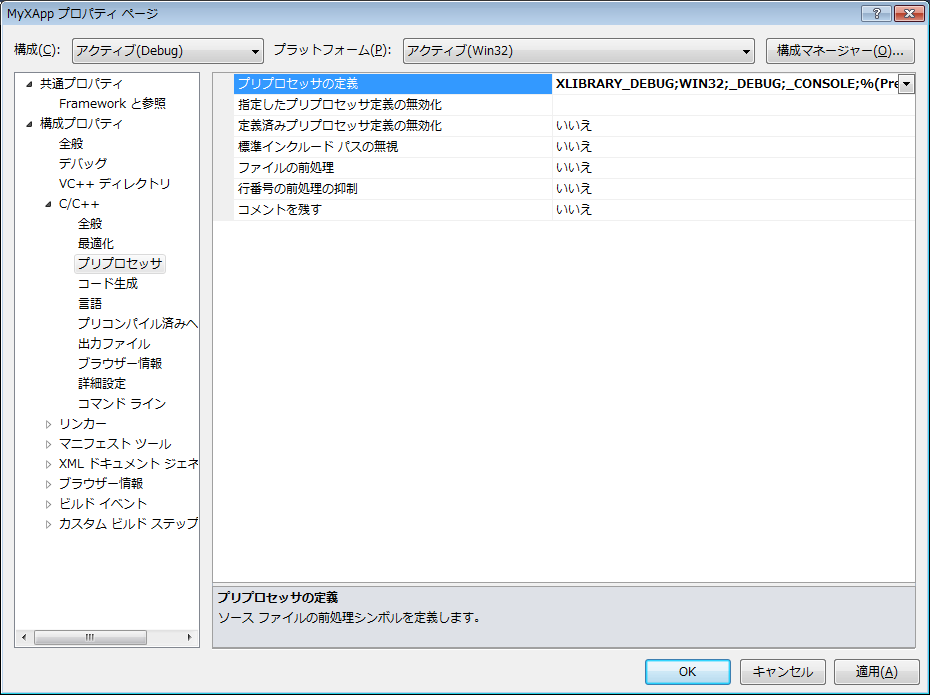 MyXApp プロパティ ページ
構成(C): アクティブ(Debug) プラットフォーム(P): アクティブ(Win32) 構成マネージャー(O)...
共通プロパティ
Framework と参照
構成プロパティ
全般
デバッグ
VC++ ディレクトリ
C/C++
全般
最適化
プリプロセッサ
コード生成
言語
プリコンパイル済みヘ
出力ファイル
ブラウザー情報
詳細設定
コマンド ライン
リンカー
マニフェスト ツール
XML ドキュメント ジェネ
ブラウザー情報
ビルド イベント
カスタム ビルド ステップ
プリプロセッサの定義 XLIBRARY_DEBUG;WIN32;_DEBUG;_CONSOLE;%(Pre
指定したプリプロセッサ定義の無効化
定義済みプリプロセッサ定義の無効化 いいえ
標準インクルード パスの無視 いいえ
ファイルの前処理 いいえ
行番号の前処理の抑制 いいえ
コメントを残す いいえ
プリプロセッサの定義
ソース ファイルの前処理シンボルを定義します。
OK キャンセル 適用(A)